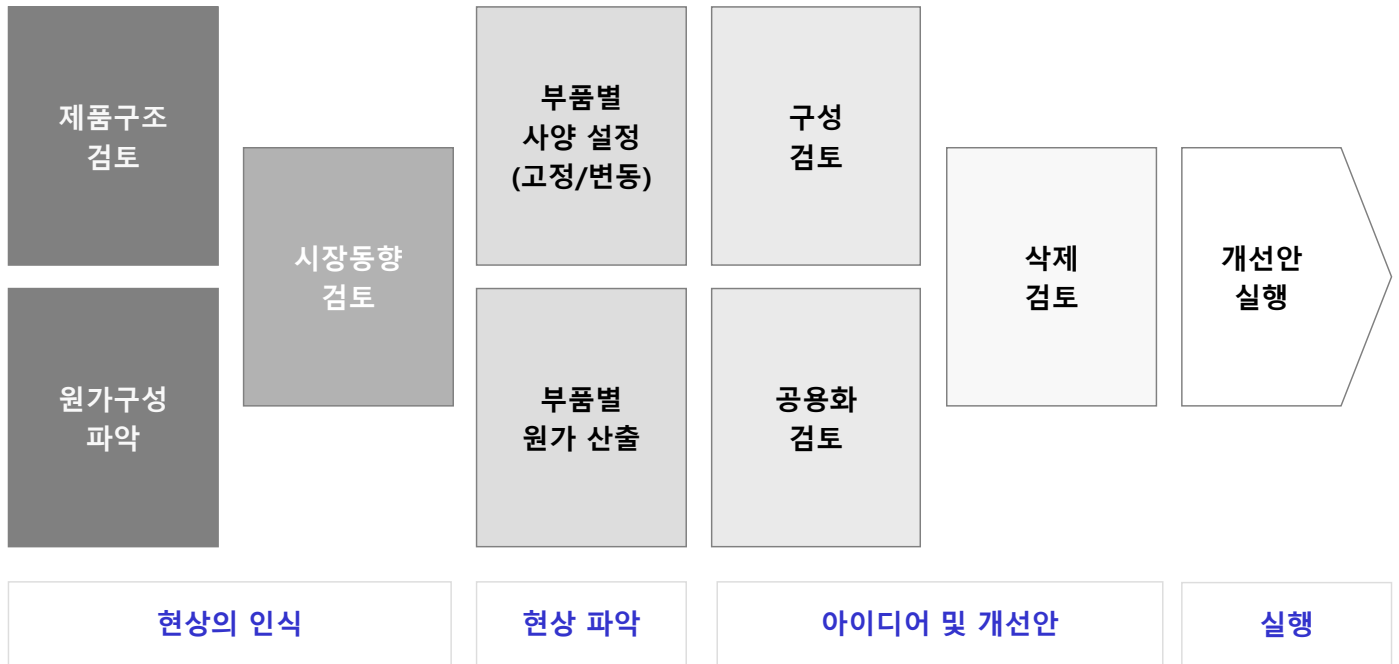 제품구조
검토
원가구성
파악
시장동향
검토
부품별
사양 설정
(고정/변동)
부품별
원가 산출
구성
검토
공용화
검토
삭제
검토
개선안
실행
현상의 인식
현상 파악
아이디어 및 개선안
실행